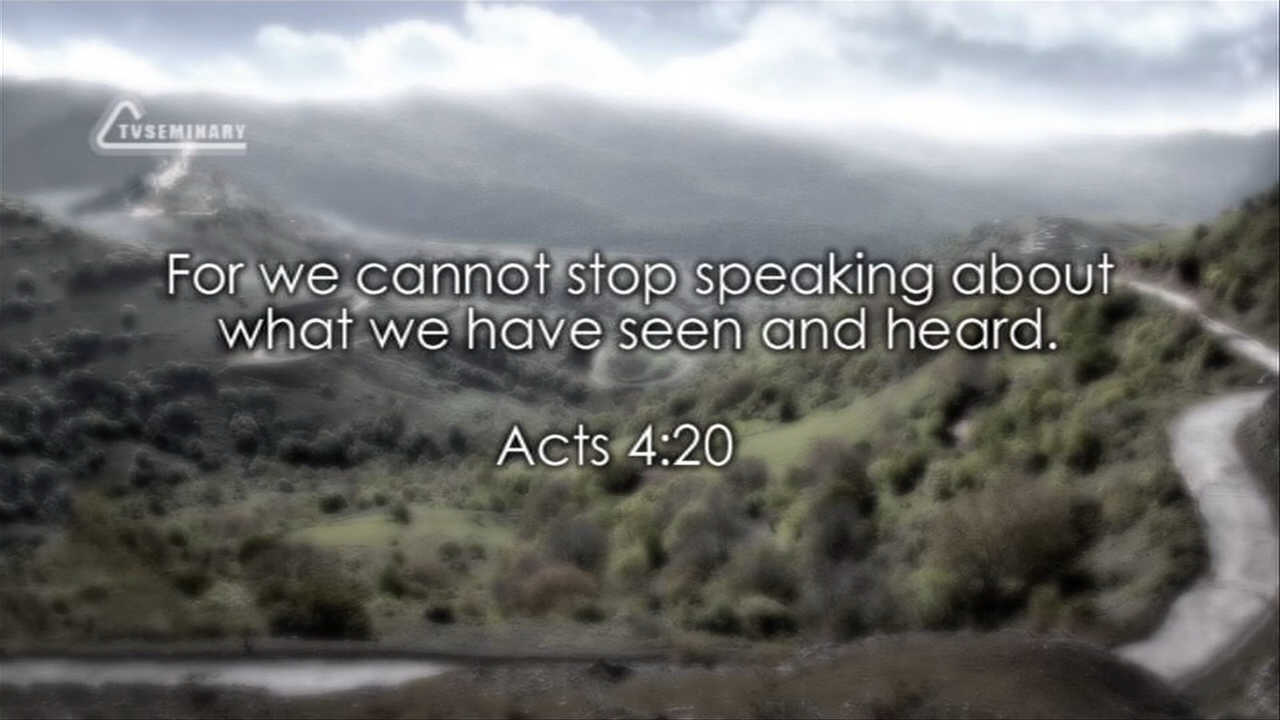 TVSEMINARY
For we cannot stop speaking about
what we have seen and heard.
Acts 4:20